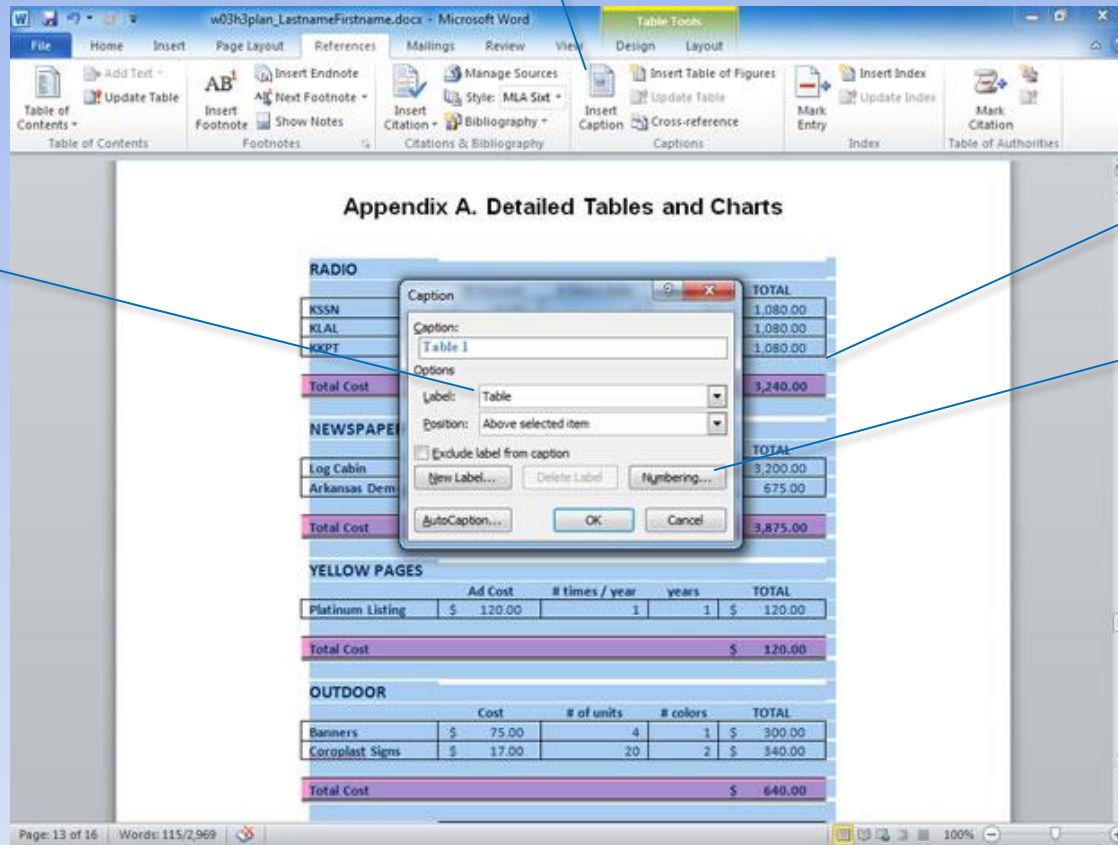 w03h3plan_LastnameFirstname.docx - Microsoft Word
Table Tools
File Home Insert Page Layout References Mailings Review View Design Layout
Add Text
Update Table
Table of Contents
Table of Contents
AB1
Insert Footnote
Insert Endnote
Next Footnote
Show Notes
Footnotes
Insert Citation
Manage Sources
Style: MLA Sixt
Bibliography
Citations & Bibliography
Insert Caption
Insert Table of Figures
Update Table
Cross-reference
Captions
Mark Entry
Insert Index
Update Index
Index
Mark Citation
Table of Authorities
Appendix A. Detailed Tables and Charts
RADIO
TOTAL
KSSN 1,080.00
KLAL 1,080.00
KKPT 1,080.00
Total Cost 3,240.00
Caption
Caption:
Table 1
Options
Label: Table
Position: Above selected item
Exclude label from caption
New Label... Delete Label Numbering...
AutoCaption... OK Cancel
NEWSPAPE
TOTAL
Log Cabin 3,200.00
Arkansas Dem 675.00
Total Cost 3,875.00
YELLOW PAGES
Ad Cost # times / year years TOTAL
Platinum Listing $ 120.00 1 1 $ 120.00
Total Cost $ 120.00
OUTDOOR
Cost # of units # colors TOTAL
Banners $ 75.00 4 1 $ 300.00
Coroplast Signs $ 17.00 20 2 $ 340.00
Total Cost $ 640.00
Page: 13 of 16 Words: 115/2,969 100%